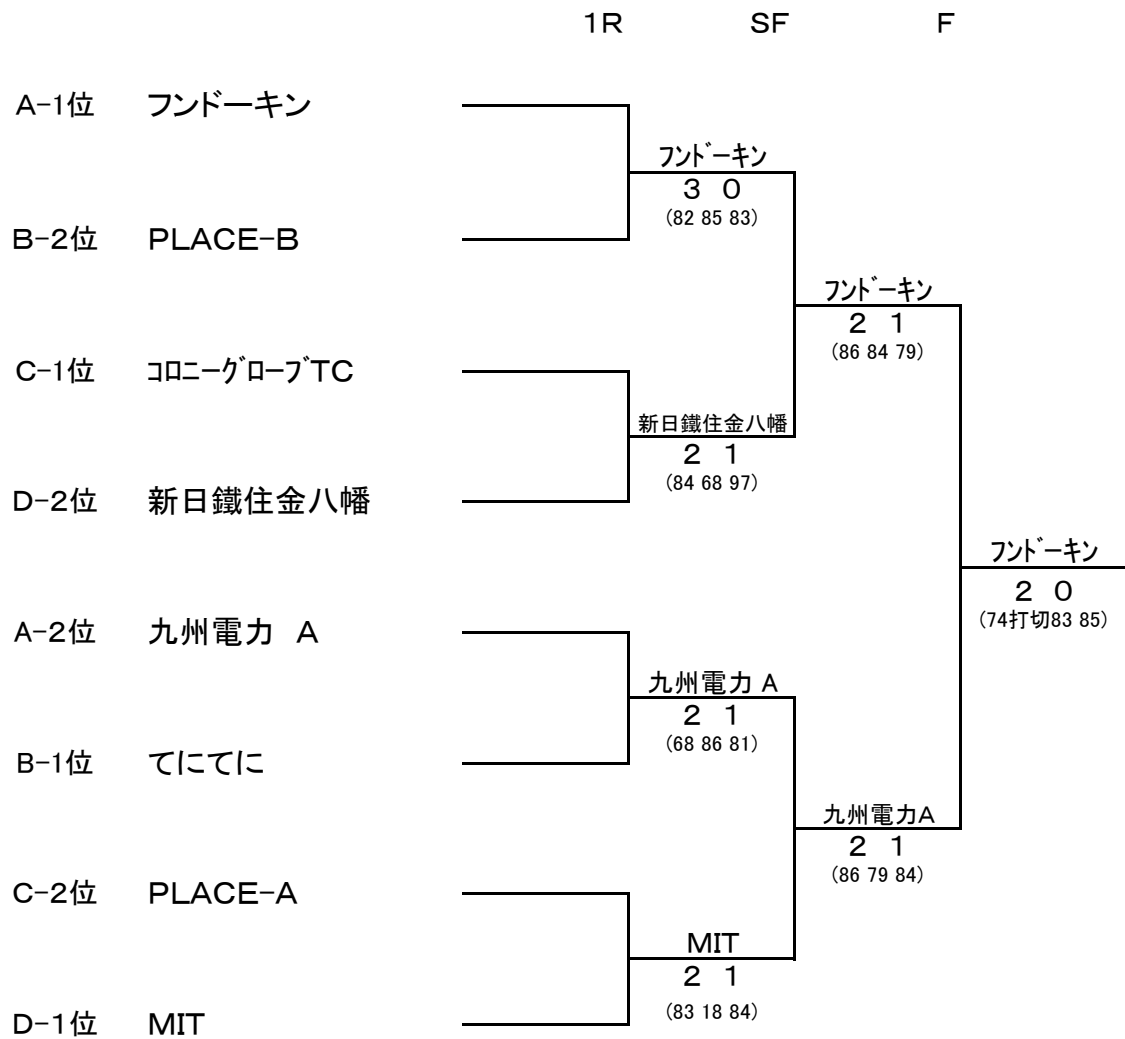 1R SF F
A-1位 フンドーキン
フンドーキン
3 0
(82 85 83)
B-2位 PLACE-B
フンドーキン
2 1
(86 84 79)
C-1位 コロニーグローブTC
新日鐵住金八幡
2 1
(84 68 97)
D-2位 新日鐵住金八幡
フンドーキン
2 0
(74打切83 85)
A-2位 九州電力 A
九州電力 A
2 1
(68 86 81)
B-1位 てにてに
九州電力A
2 1
(86 79 84)
C-2位 PLACE-A
MIT
2 1
(83 18 84)
D-1位 MIT